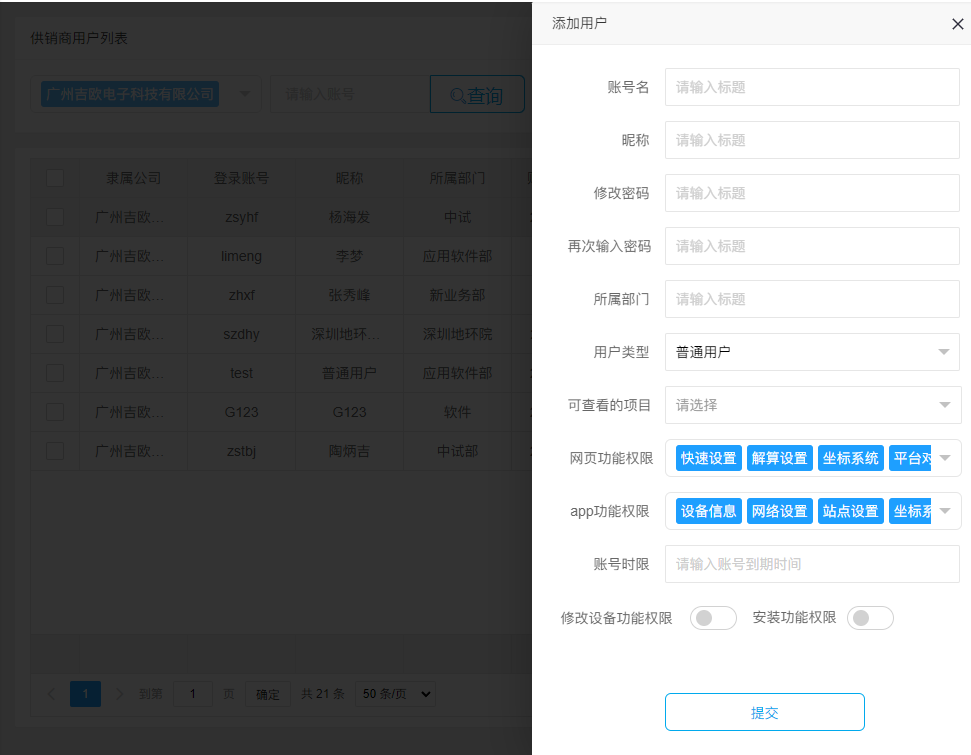 供销商用户列表
广州吉欧电子科技有限公司 请输入账号 查询
隶属公司 登录账号 昵称 所属部门
广州吉欧... zsyhf 杨海发 中试
广州吉欧... limeng 李梦 应用软件部
广州吉欧... zhxf 张秀峰 新业务部
广州吉欧... szdhy 深圳地环... 深圳地环院
广州吉欧... test 普通用户 应用软件部
广州吉欧... G123 G123 软件
广州吉欧... zstbj 陶炳吉 中试部
1 到第 1 页 确定 共 21 条 50 条/页
添加用户
账号名 请输入标题
昵称 请输入标题
修改密码 请输入标题
再次输入密码 请输入标题
所属部门 请输入标题
用户类型 普通用户
可查看的项目 请选择
网页功能权限 快速设置 解算设置 坐标系统 平台对
app功能权限 设备信息 网络设置 站点设置 坐标系
账号时限 请输入账号到期时间
修改设备功能权限 安装功能权限
提交